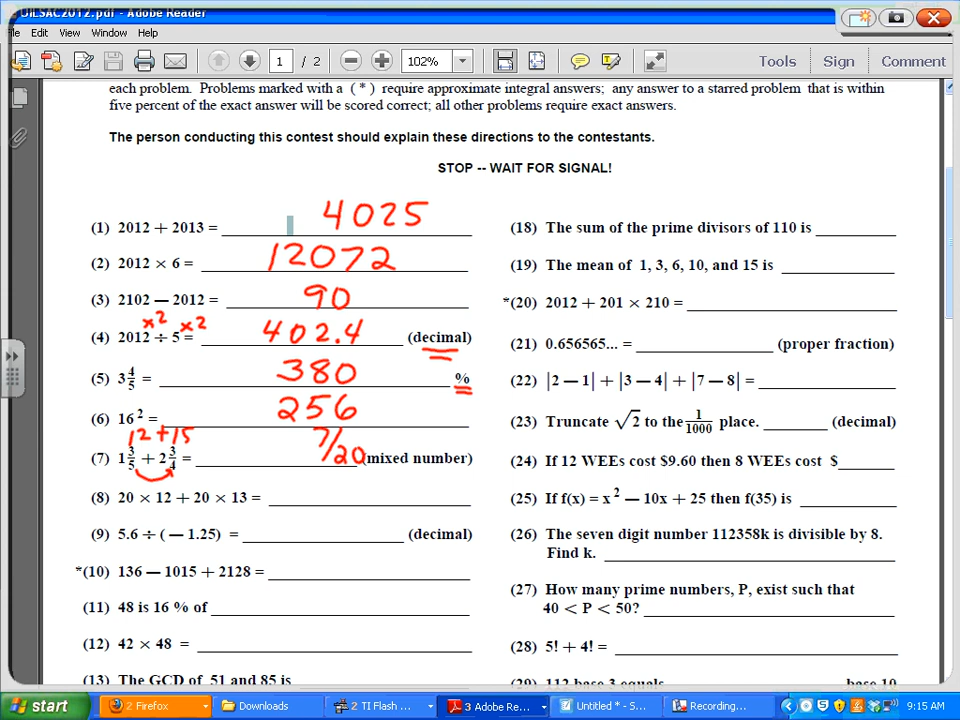 UILSAC2012.pdf - Adobe Reader
File Edit View Window Help
1 / 2 102% Tools Sign Comment
each problem. Problems marked with a ( * ) require approximate integral answers; any answer to a starred problem that is within
five percent of the exact answer will be scored correct; all other problems require exact answers.
The person conducting this contest should explain these directions to the contestants.
STOP -- WAIT FOR SIGNAL!
(1) 2012 + 2013 = 4025
(2) 2012 × 6 = 12072
(3) 2102 — 2012 = 90
x2 x2
(4) 2012 ÷ 5 = 402.4 (decimal)
(5) 3 4/5 = 380 %
(6) 16² = 256
12 + 15
(7) 1 3/5 + 2 3/4 = 7/20 (mixed number)
(8) 20 × 12 + 20 × 13 =
(9) 5.6 ÷ ( — 1.25) = (decimal)
*(10) 136 — 1015 + 2128 =
(11) 48 is 16 % of
(12) 42 × 48 =
(13) The GCD of 51 and 85 is
(18) The sum of the prime divisors of 110 is
(19) The mean of 1, 3, 6, 10, and 15 is
*(20) 2012 + 201 × 210 =
(21) 0.656565... = (proper fraction)
(22) |2 — 1| + |3 — 4| + |7 — 8| =
(23) Truncate √2 to the 1/1000 place. (decimal)
(24) If 12 WEEs cost $9.60 then 8 WEEs cost $
(25) If f(x) = x² — 10x + 25 then f(35) is
(26) The seven digit number 112358k is divisible by 8.
Find k.
(27) How many prime numbers, P, exist such that
40 < P < 50?
(28) 5! + 4! =
(29) 112 base 3 equals base 10
start 2 Firefox Downloads 2 TI Flash ... 3 Adobe Re... Untitled * - S... Recording... 9:15 AM